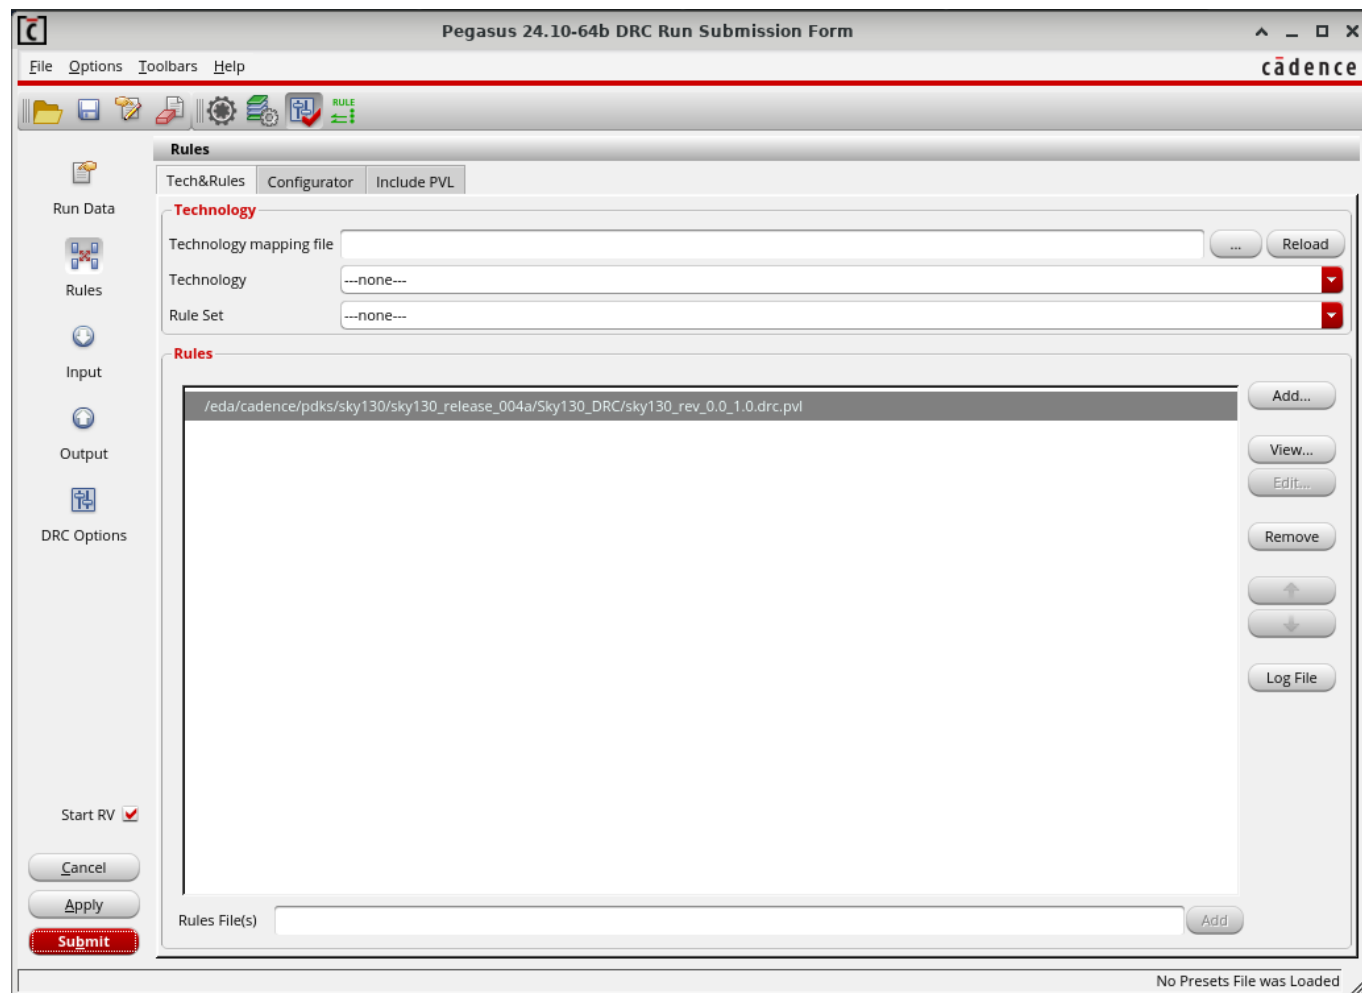 Pegasus 24.10-64b DRC Run Submission Form
File Options Toolbars Help
cādence
RULE
Rules
Tech&Rules Configurator Include PVL
Run Data
Rules
Input
Output
DRC Options
Technology
Technology mapping file ... Reload
Technology ---none---
Rule Set ---none---
Rules
/eda/cadence/pdks/sky130/sky130_release_004a/Sky130_DRC/sky130_rev_0.0_1.0.drc.pvl
Add...
View...
Edit...
Remove
Log File
Start RV
Cancel
Apply
Submit
Rules File(s) Add
No Presets File was Loaded